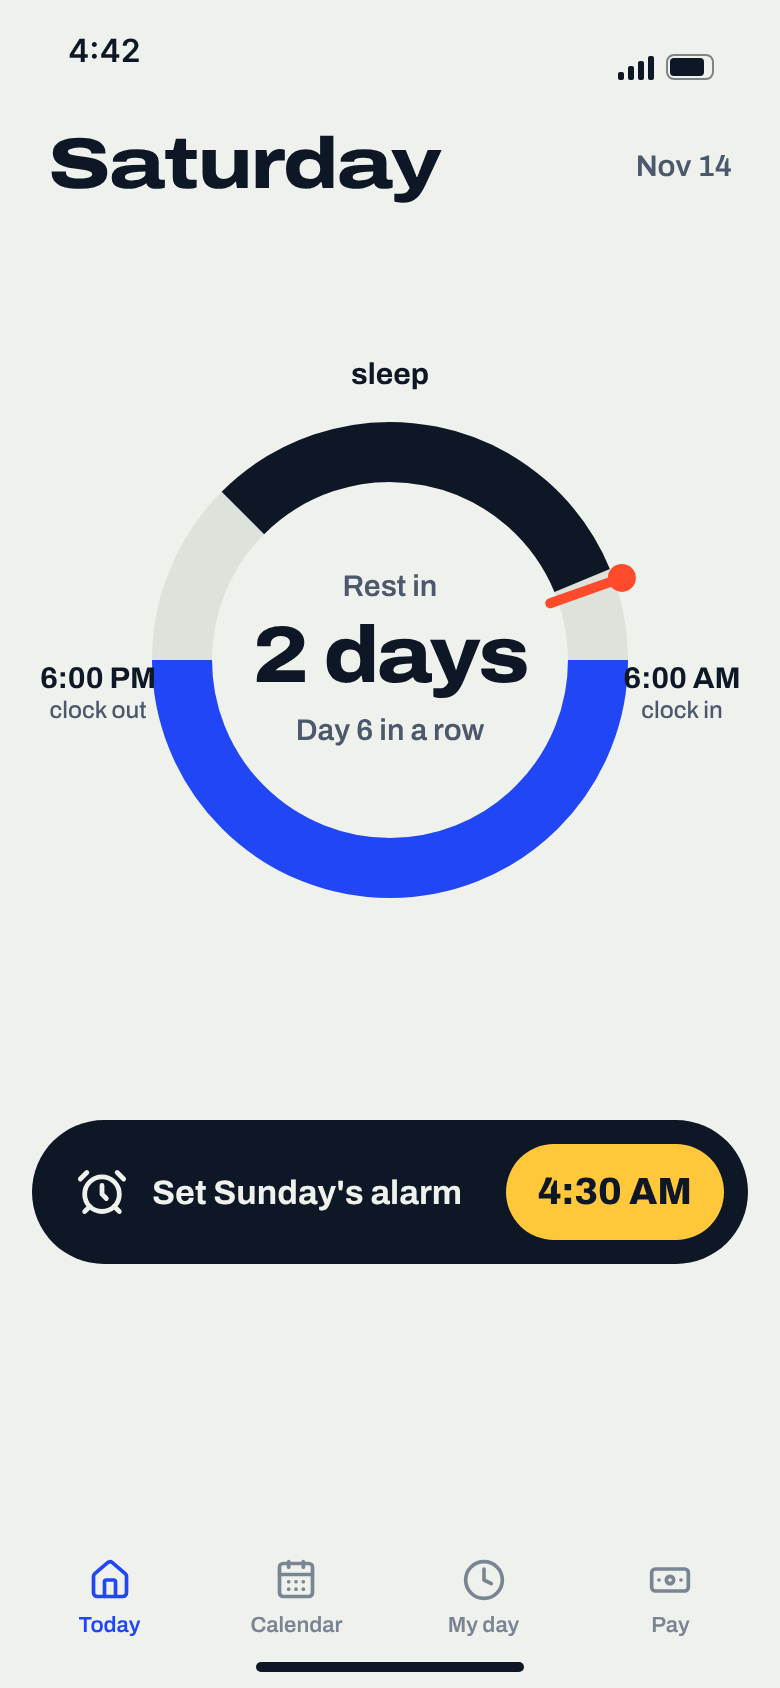 4:42
Saturday
Nov 14
sleep
Rest in
2 days
Day 6 in a row
6:00 PM
clock out
6:00 AM
clock in
Set Sunday's alarm
4:30 AM
Today
Calendar
My day
Pay